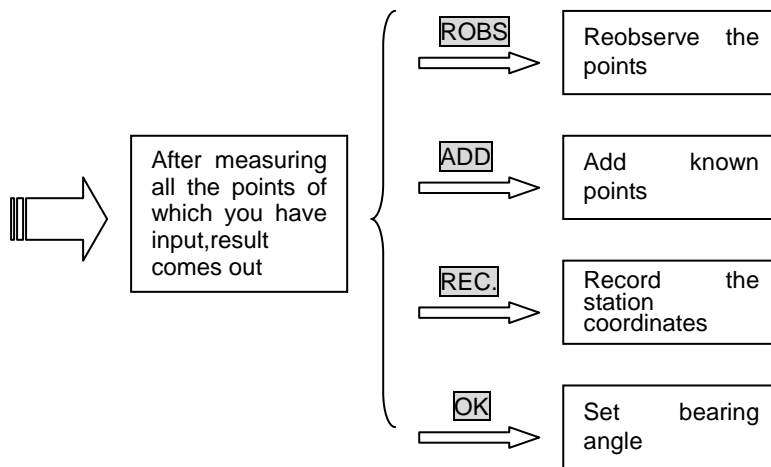 After measuring
all the points of
which you have
input,result
comes out
ROBS
Reobserve the
points
ADD
Add known
points
REC.
Record the
station
coordinates
OK
Set bearing
angle